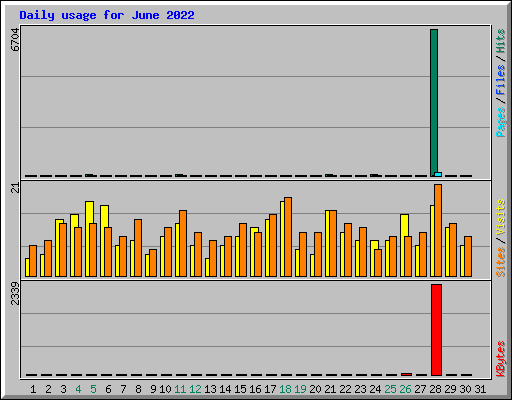 Daily usage for June 2022
6704
21
2339
Pages / Files / Hits
Sites / Visits
KBytes
1 2 3 4 5 6 7 8 9 10 11 12 13 14 15 16 17 18 19 20 21 22 23 24 25 26 27 28 29 30 31